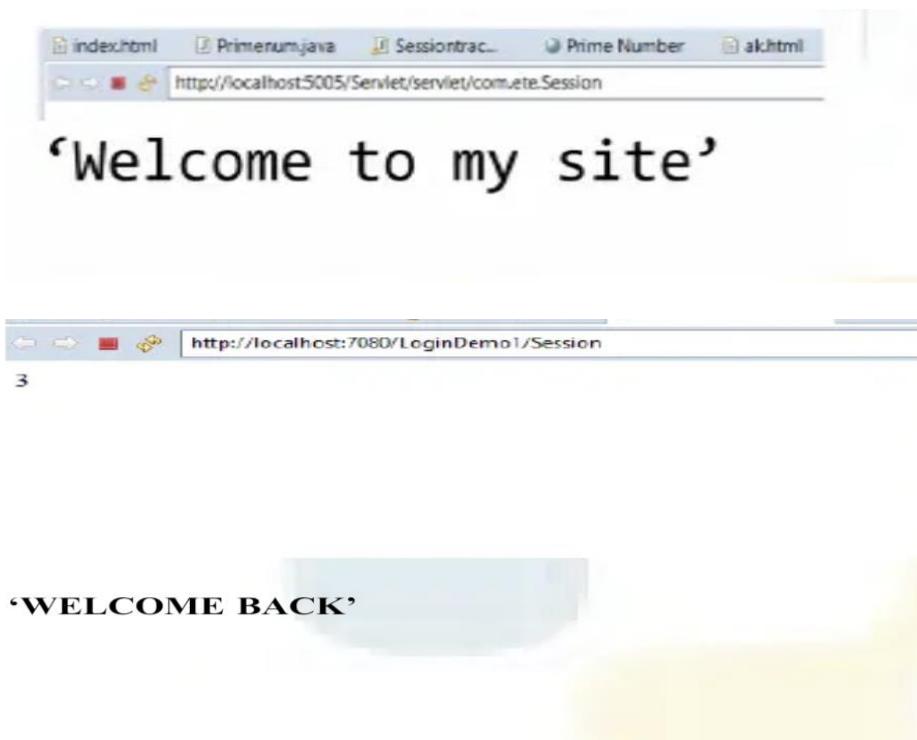 index.html Primenum.java Sessiontrac... Prime Number ak.html
http://localhost:5005/Servlet/servlet/com.ete.Session
‘Welcome to my site’
http://localhost:7080/LoginDemo1/Session
3
‘WELCOME BACK’